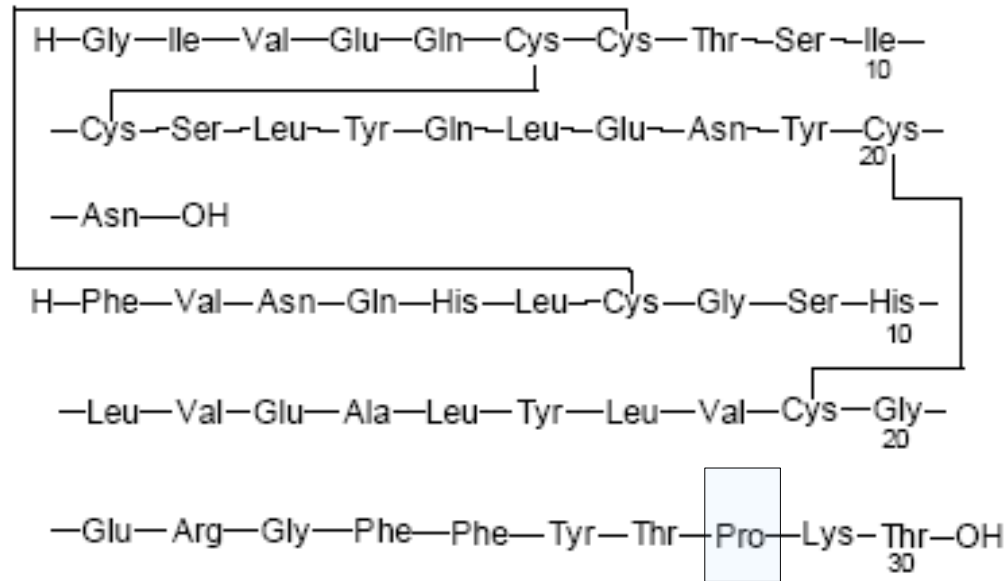 H—Gly—Ile—Val—Glu—Gln—Cys—Cys—Thr—Ser—Ile—
10
—Cys—Ser—Leu—Tyr—Gln—Leu—Glu—Asn—Tyr—Cys—
20
—Asn—OH
H—Phe—Val—Asn—Gln—His—Leu—Cys—Gly—Ser—His—
10
—Leu—Val—Glu—Ala—Leu—Tyr—Leu—Val—Cys—Gly—
20
—Glu—Arg—Gly—Phe—Phe—Tyr—Thr—Pro—Lys—Thr—OH
30